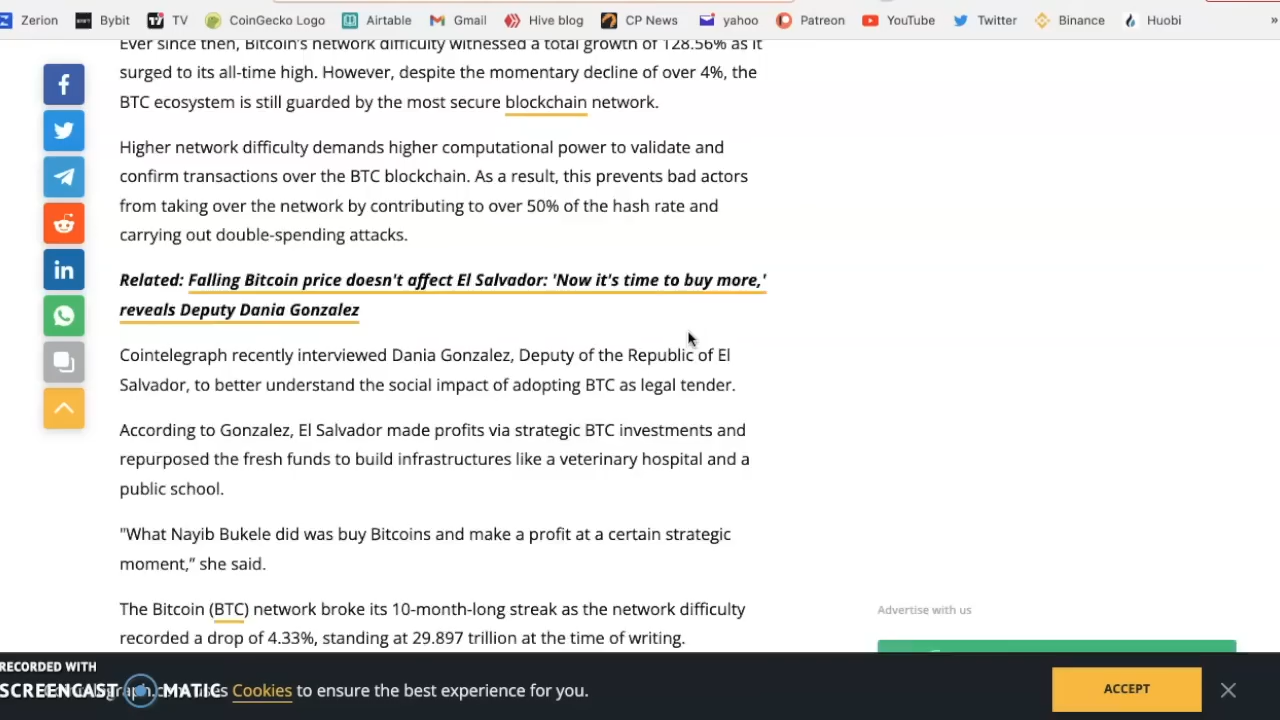 Zerion Bybit TV CoinGecko Logo Airtable Gmail Hive blog CP News yahoo Patreon YouTube Twitter Binance Huobi »
Ever since then, Bitcoin's network difficulty witnessed a total growth of 128.56% as it
surged to its all-time high. However, despite the momentary decline of over 4%, the
BTC ecosystem is still guarded by the most secure blockchain network.
Higher network difficulty demands higher computational power to validate and
confirm transactions over the BTC blockchain. As a result, this prevents bad actors
from taking over the network by contributing to over 50% of the hash rate and
carrying out double-spending attacks.
Related: Falling Bitcoin price doesn't affect El Salvador: 'Now it's time to buy more,'
reveals Deputy Dania Gonzalez
Cointelegraph recently interviewed Dania Gonzalez, Deputy of the Republic of El
Salvador, to better understand the social impact of adopting BTC as legal tender.
According to Gonzalez, El Salvador made profits via strategic BTC investments and
repurposed the fresh funds to build infrastructures like a veterinary hospital and a
public school.
"What Nayib Bukele did was buy Bitcoins and make a profit at a certain strategic
moment,” she said.
The Bitcoin (BTC) network broke its 10-month-long streak as the network difficulty
recorded a drop of 4.33%, standing at 29.897 trillion at the time of writing.
Advertise with us
RECORDED WITH
SCREENCAST MATIC
Cookies to ensure the best experience for you.
ACCEPT